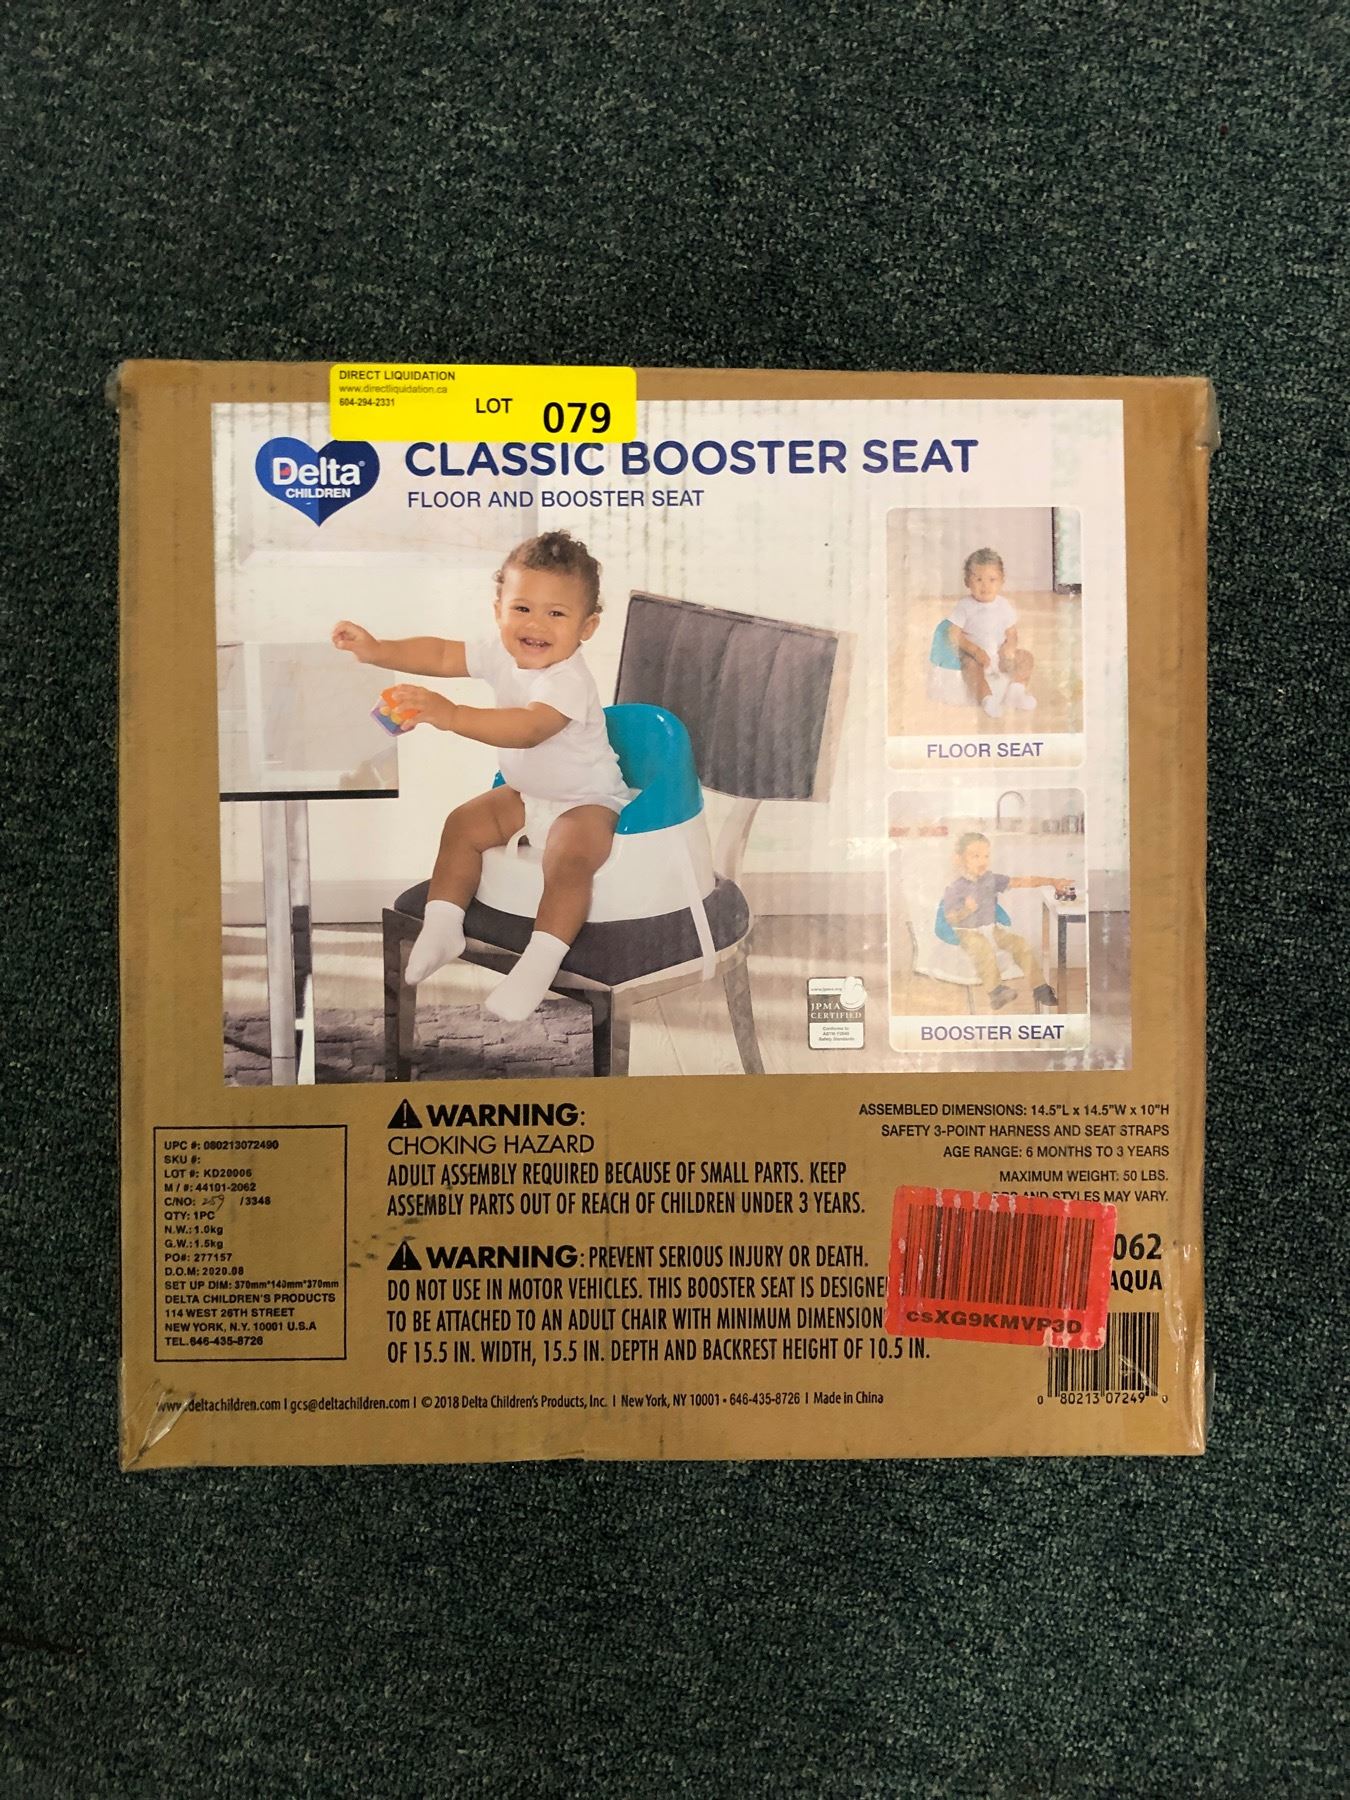 DIRECT LIQUIDATION
www.directliquidation.ca
604-294-2331
LOT 079
Delta
CHILDREN
CLASSIC BOOSTER SEAT
FLOOR AND BOOSTER SEAT
FLOOR SEAT
BOOSTER SEAT
www.jpma.org
JPMA
CERTIFIED
Conforms to
Safety Standards
UPC #: 080213072490
SKU #:
LOT #: KD20006
M / #: 44101-2062
C/NO: 259 /3348
QTY: 1PC
N.W.:1.0kg
G.W.:1.5kg
PO#: 277157
D.O.M: 2020.08
SET UP DIM: 370mm*140mm*370mm
DELTA CHILDREN'S PRODUCTS
114 WEST 26TH STREET
NEW YORK, N.Y. 10001 U.S.A
TEL.646-435-8726
WARNING:
CHOKING HAZARD
ADULT ASSEMBLY REQUIRED BECAUSE OF SMALL PARTS. KEEP
ASSEMBLY PARTS OUT OF REACH OF CHILDREN UNDER 3 YEARS.
WARNING: PREVENT SERIOUS INJURY OR DEATH.
DO NOT USE IN MOTOR VEHICLES. THIS BOOSTER SEAT IS DESIGNE
TO BE ATTACHED TO AN ADULT CHAIR WITH MINIMUM DIMENSION
OF 15.5 IN. WIDTH, 15.5 IN. DEPTH AND BACKREST HEIGHT OF 10.5 IN.
ASSEMBLED DIMENSIONS: 14.5"L x 14.5"W x 10"H
SAFETY 3-POINT HARNESS AND SEAT STRAPS
AGE RANGE: 6 MONTHS TO 3 YEARS
MAXIMUM WEIGHT: 50 LBS.
AND STYLES MAY VARY.
062
AQUA
csXG9KMVP3D
0 80213 07249 0
www.deltachildren.com | gcs@deltachildren.com | © 2018 Delta Children's Products, Inc. | New York, NY 10001 • 646-435-8726 | Made in China